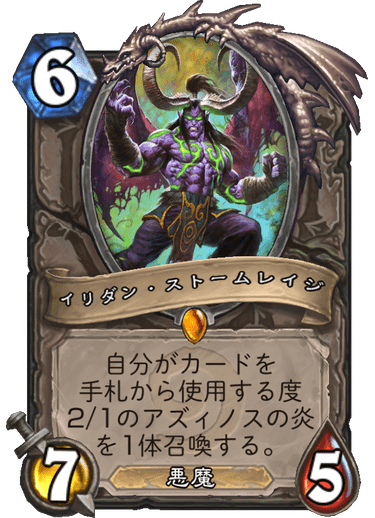 6
イリダン・ストームレイジ
自分がカードを
手札から使用する度
2/1のアズィノスの炎
を1体召喚する。
7
悪魔
5